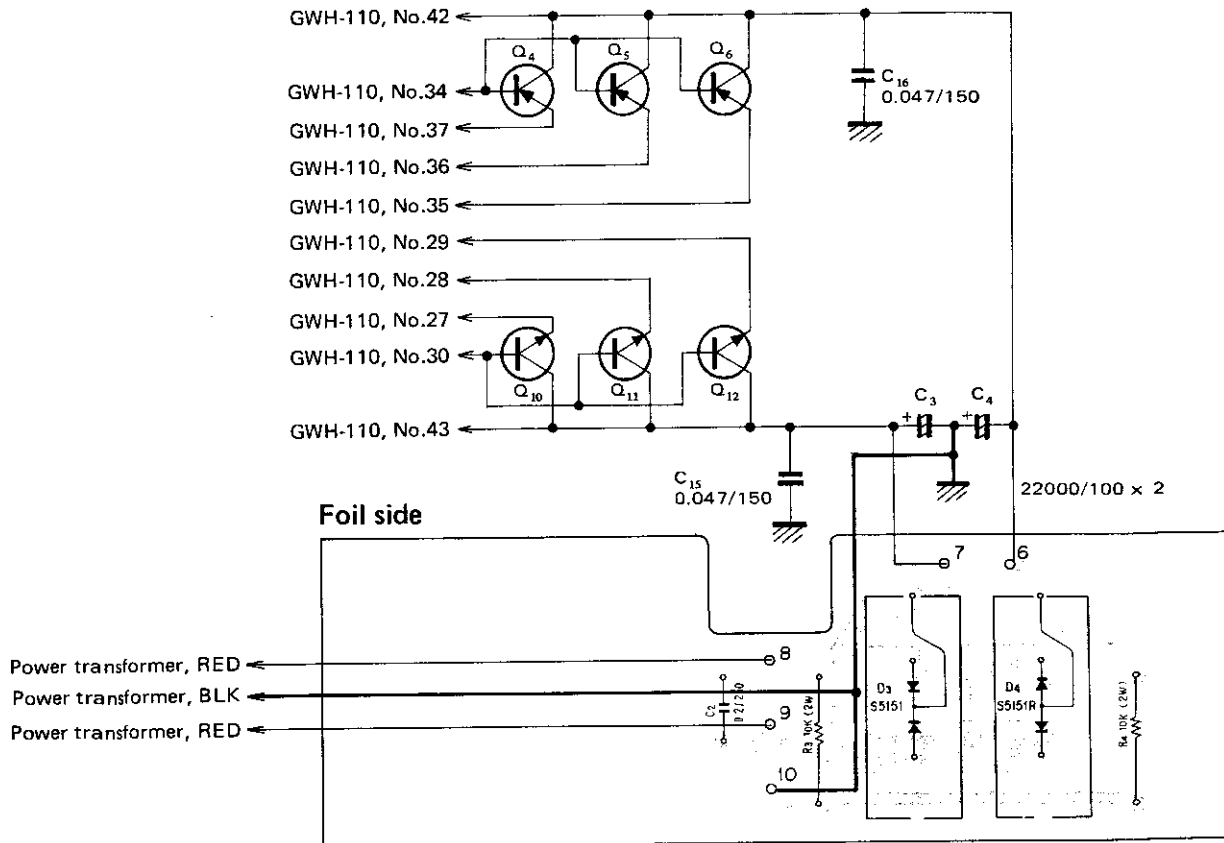 GWH-110, No.42
Q4
Q5
Q6
GWH-110, No.34
C16
0.047/150
GWH-110, No.37
GWH-110, No.36
GWH-110, No.35
GWH-110, No.29
GWH-110, No.28
GWH-110, No.27
GWH-110, No.30
Q10
Q11
Q12
GWH-110, No.43
+
C3
+
C4
C15
0.047/150
22000/100 x 2
Foil side
7
6
8
Power transformer, RED
Power transformer, BLK
9
Power transformer, RED
C2
R3 10K (2W)
D3
S5151
D4
S5151R
R4 10K (2W)
10